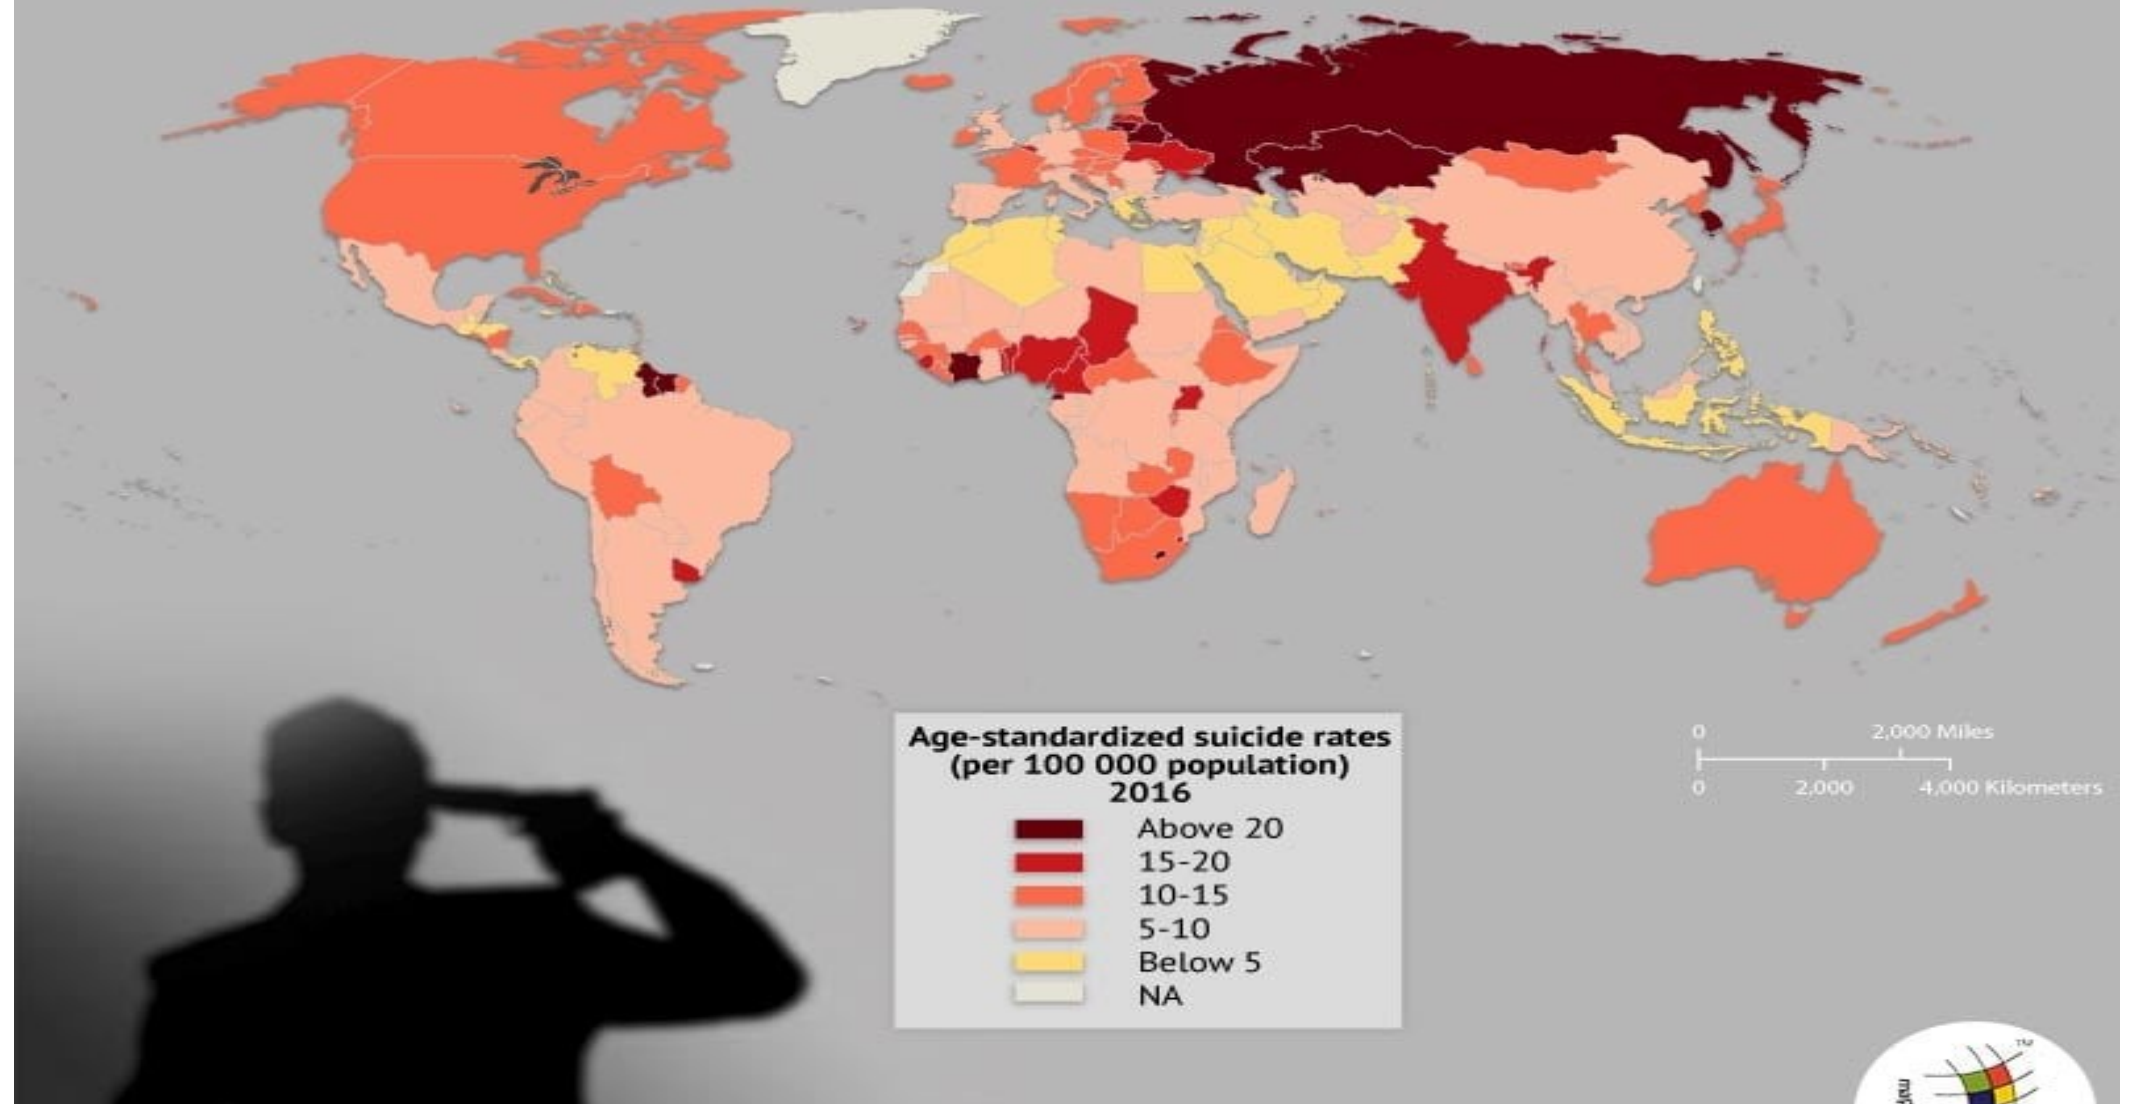 Age-standardized suicide rates
(per 100 000 population)
2016
Above 20
15-20
10-15
5-10
Below 5
NA
0 2,000 Miles
0 2,000 4,000 Kilometers
TM